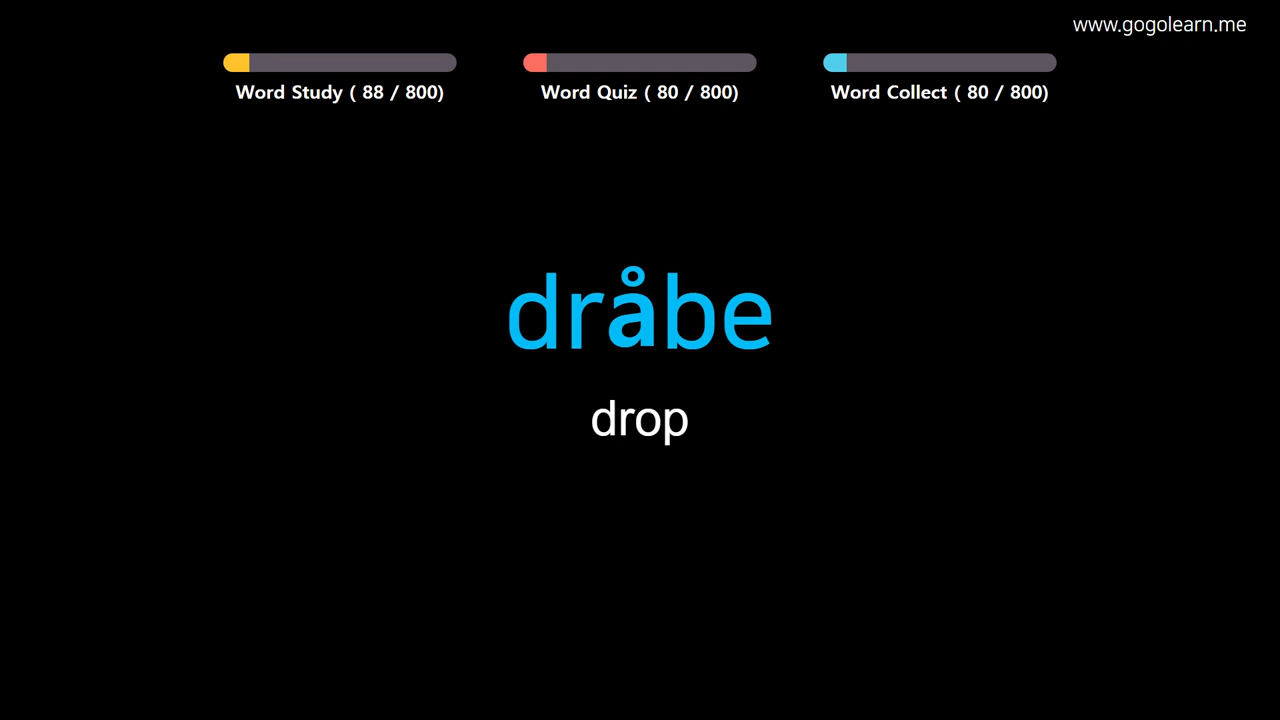 www.gogolearn.me
Word Study ( 88 / 800)
Word Quiz ( 80 / 800)
Word Collect ( 80 / 800)
dråbe
drop